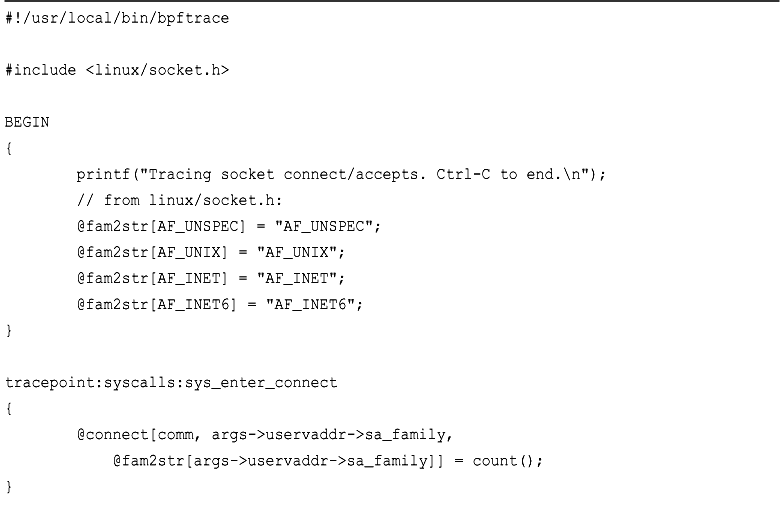 #!/usr/local/bin/bpftrace
#include <linux/socket.h>
BEGIN
{
        printf("Tracing socket connect/accepts. Ctrl-C to end.\n");
        // from linux/socket.h:
        @fam2str[AF_UNSPEC] = "AF_UNSPEC";
        @fam2str[AF_UNIX] = "AF_UNIX";
        @fam2str[AF_INET] = "AF_INET";
        @fam2str[AF_INET6] = "AF_INET6";
}
tracepoint:syscalls:sys_enter_connect
{
        @connect[comm, args->uservaddr->sa_family,
            @fam2str[args->uservaddr->sa_family]] = count();
}